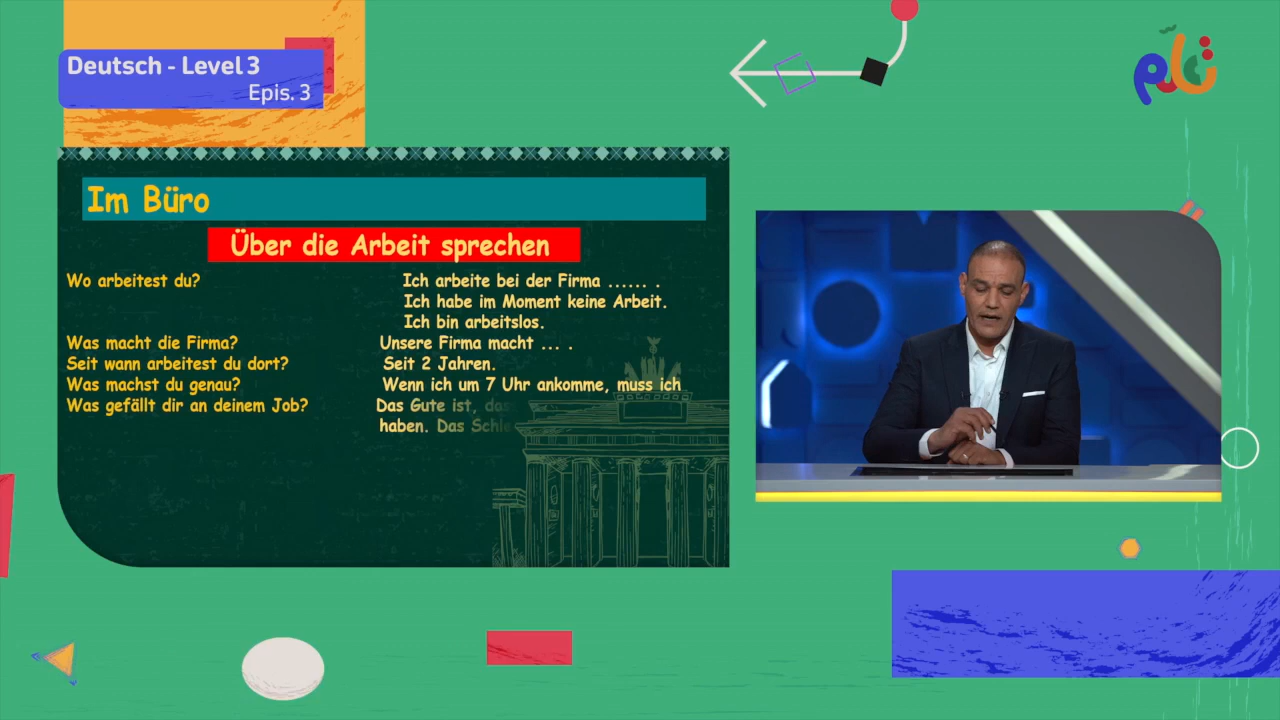 Deutsch - Level 3
Epis. 3
Im Büro
Über die Arbeit sprechen
Wo arbeitest du? Ich arbeite bei der Firma ...... .
Ich habe im Moment keine Arbeit.
Ich bin arbeitslos.
Was macht die Firma? Unsere Firma macht ... .
Seit wann arbeitest du dort? Seit 2 Jahren.
Was machst du genau? Wenn ich um 7 Uhr ankomme, muss ich
Was gefällt dir an deinem Job? Das Gute ist, das
haben. Das Schle